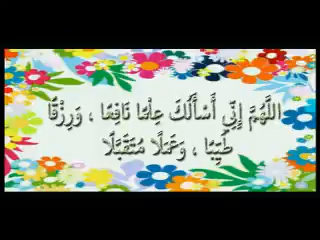 اللَّهُمَّ إِنِّي أَسْأَلُكَ عِلْمًا نَافِعًا ، وَرِزْقًا
طَيِّبًا ، وَعَمَلًا مُتَقَبَّلًا